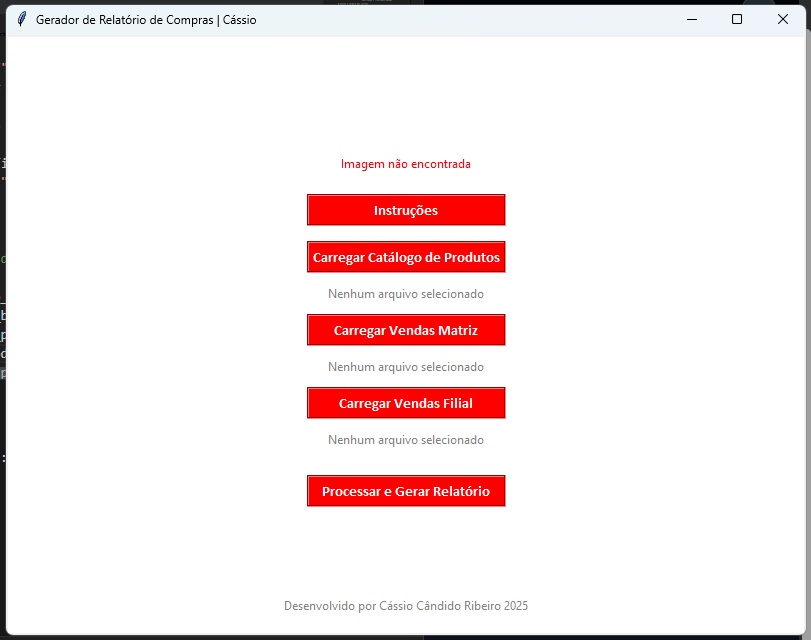 Gerador de Relatório de Compras | Cássio
Imagem não encontrada
Instruções
Carregar Catálogo de Produtos
Nenhum arquivo selecionado
Carregar Vendas Matriz
Nenhum arquivo selecionado
Carregar Vendas Filial
Nenhum arquivo selecionado
Processar e Gerar Relatório
Desenvolvido por Cássio Cândido Ribeiro 2025